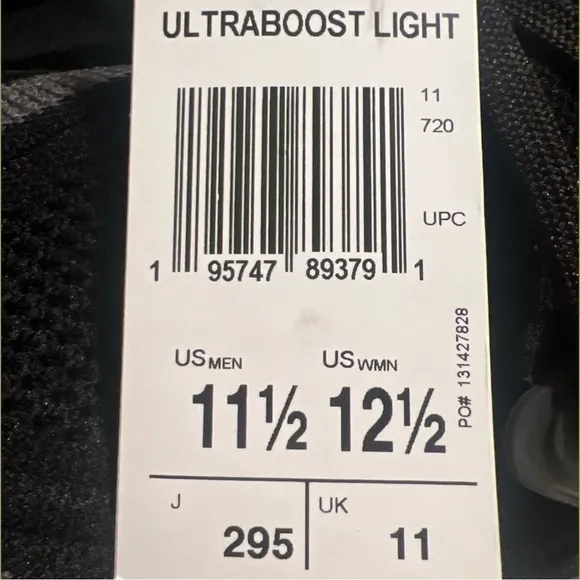 ULTRABOOST LIGHT
11
720
UPC
1 95747 89379 1
US MEN US WMN
11½ 12½
PO# 131427828
J UK
295 11